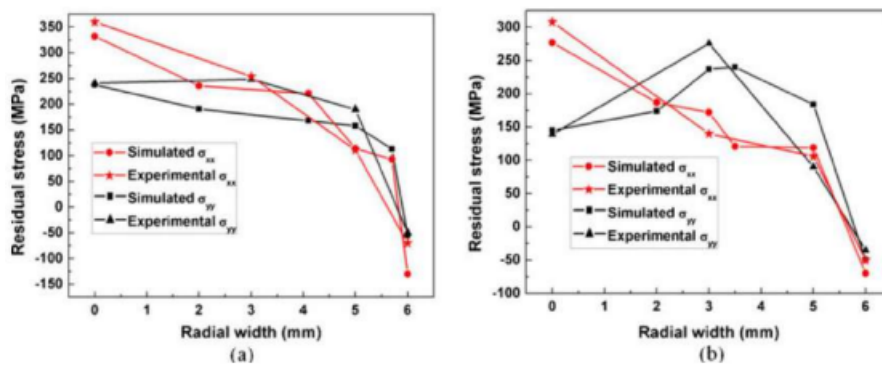 350
300
250
200
150
100
50
0
-50
-100
-150
Residual stress (MPa)
Simulated σxx
Experimental σxx
Simulated σyy
Experimental σyy
0 1 2 3 4 5 6
Radial width (mm)
(a)
300
250
200
150
100
50
0
-50
-100
Residual stress (MPa)
Simulated σxx
Experimental σxx
Simulated σyy
Experimental σyy
0 1 2 3 4 5 6
Radial width (mm)
(b)